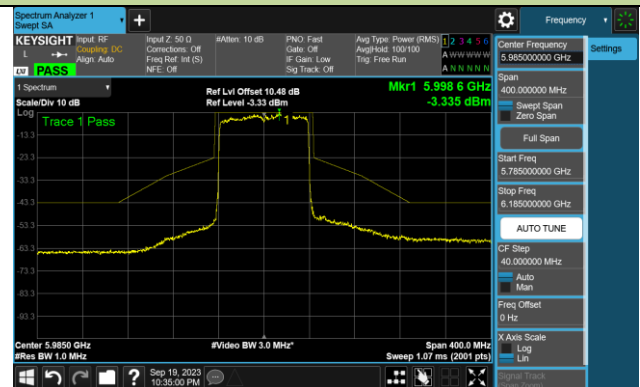 Spectrum Analyzer 1
Swept SA
Frequency
KEYSIGHT
Input: RF
Coupling: DC
Align: Auto
Input Z: 50 Ω
Corrections: Off
Freq Ref: Int (S)
NFE: Off
#Atten: 10 dB
PNO: Fast
Gate: Off
IF Gain: Low
Sig Track: Off
Avg Type: Power (RMS)
Avg|Hold: 100/100
Trig: Free Run
1 2 3 4 5 6
A W W W W W
A N N N N N
L
LXI
PASS
1 Spectrum
Scale/Div 10 dB
Ref Lvl Offset 10.48 dB
Ref Level -3.33 dBm
Mkr1 5.998 6 GHz
-3.335 dBm
Log
Trace 1 Pass
1
-13.3
-23.3
-33.3
-43.3
-53.3
-63.3
-73.3
-83.3
-93.3
Center 5.9850 GHz
#Res BW 1.0 MHz
#Video BW 3.0 MHz*
Span 400.0 MHz
Sweep 1.07 ms (2001 pts)
Sep 19, 2023
10:35:00 PM
Center Frequency
5.985000000 GHz
Settings
Span
400.000000 MHz
Swept Span
Zero Span
Full Span
Start Freq
5.785000000 GHz
Stop Freq
6.185000000 GHz
AUTO TUNE
CF Step
40.000000 MHz
Auto
Man
Freq Offset
0 Hz
X Axis Scale
Log
Lin
Signal Track
(Span Zoom)